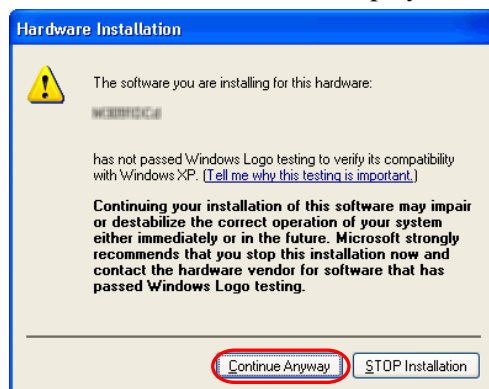 Hardware Installation
The software you are installing for this hardware:
has not passed Windows Logo testing to verify its compatibility
with Windows XP. (Tell me why this testing is important.)
Continuing your installation of this software may impair
or destabilize the correct operation of your system
either immediately or in the future. Microsoft strongly
recommends that you stop this installation now and
contact the hardware vendor for software that has
passed Windows Logo testing.
Continue Anyway
STOP Installation